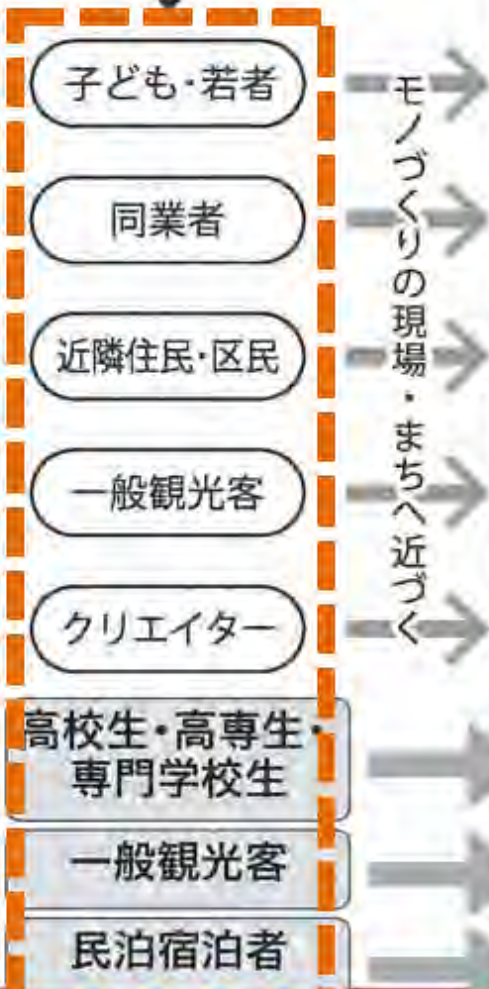 子ども・若者
同業者
近隣住民・区民
一般観光客
クリエイター
モノづくりの現場・まちへ近づく
高校生・高専生・
専門学校生
一般観光客
民泊宿泊者